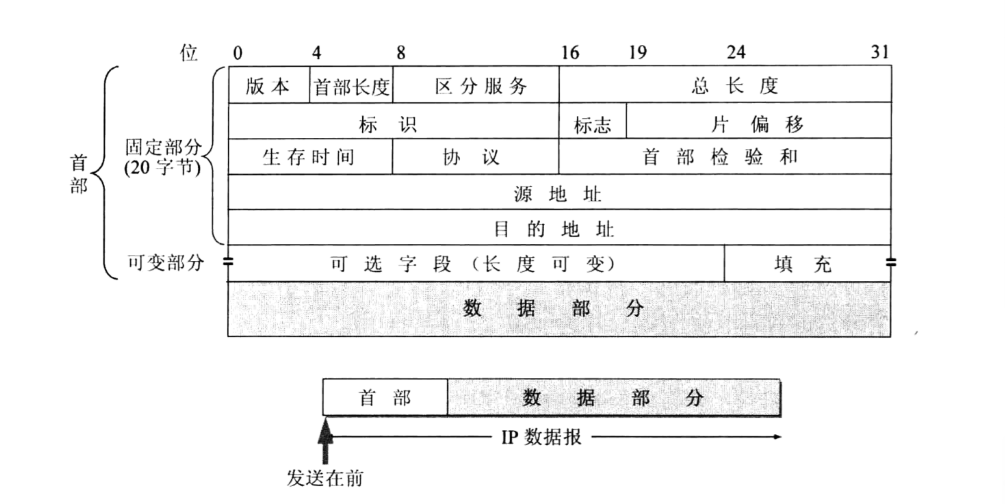 位 0 4 8 16 19 24 31
版本 首部长度 区分服务 总长度
标识 标志 片偏移
固定部分
(20 字节)
生存时间 协议 首部检验和
首部
源地址
目的地址
可变部分 可选字段（长度可变） 填充
数据部分
首部 数据部分
IP 数据报
发送在前